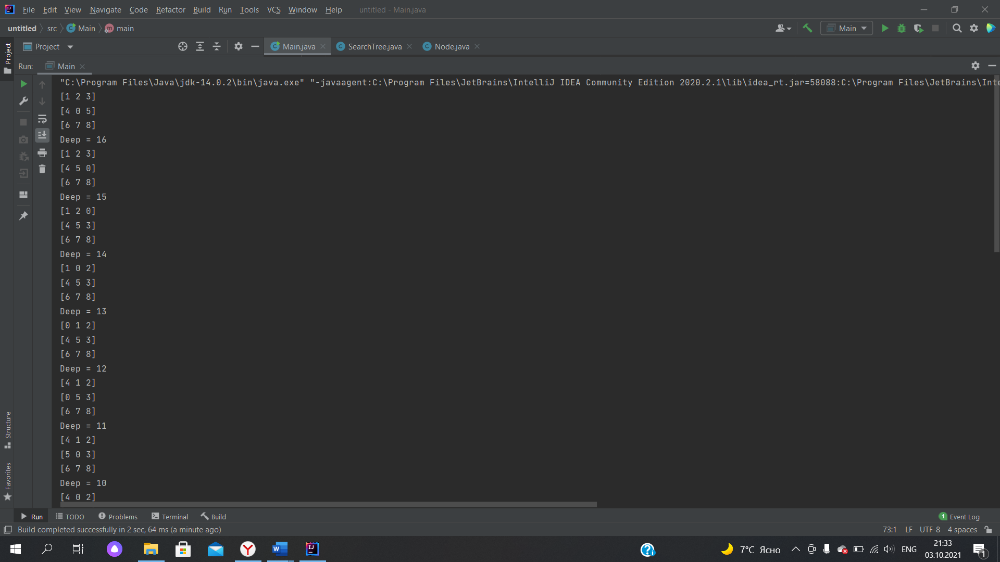 File Edit View Navigate Code Refactor Build Run Tools VCS Window Help untitled - Main.java
untitled src Main main Main
Project Main.java SearchTree.java Node.java
Project
Run: Main
"C:\Program Files\Java\jdk-14.0.2\bin\java.exe" "-javaagent:C:\Program Files\JetBrains\IntelliJ IDEA Community Edition 2020.2.1\lib\idea_rt.jar=58088:C:\Program Files\JetBrains\Inte
[1 2 3]
[4 0 5]
[6 7 8]
Deep = 16
[1 2 3]
[4 5 0]
[6 7 8]
Deep = 15
[1 2 0]
[4 5 3]
[6 7 8]
Deep = 14
[1 0 2]
[4 5 3]
[6 7 8]
Deep = 13
[0 1 2]
[4 5 3]
[6 7 8]
Deep = 12
[4 1 2]
[0 5 3]
[6 7 8]
Deep = 11
[4 1 2]
[5 0 3]
[6 7 8]
Deep = 10
[4 0 2]
Structure
Favorites
Run TODO Problems Terminal Build 1 Event Log
Build completed successfully in 2 sec, 64 ms (a minute ago) 73:1 LF UTF-8 4 spaces
7°C Ясно ENG 21:33
03.10.2021 1